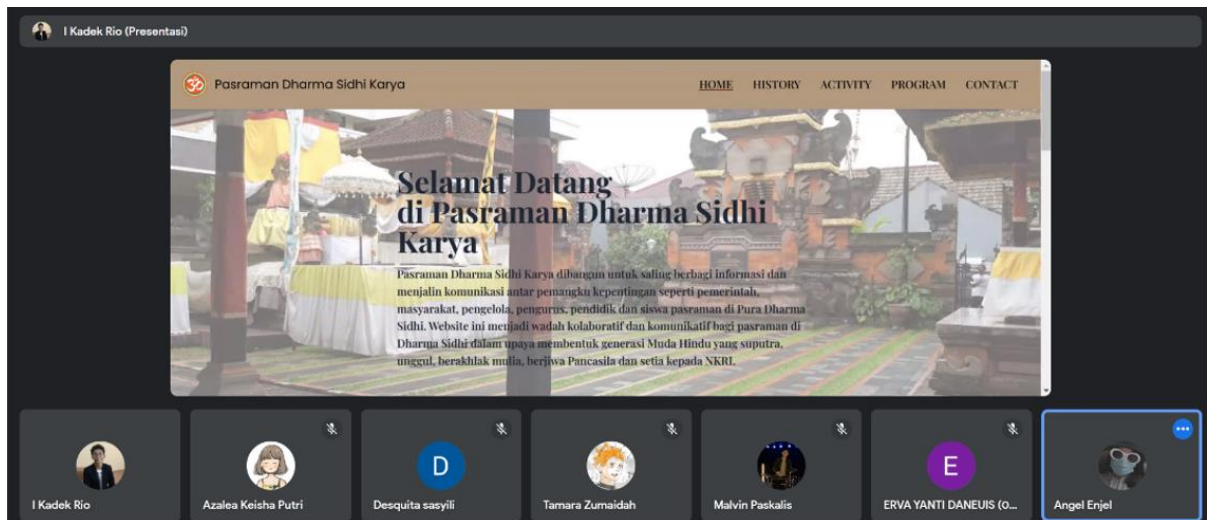 I Kadek Rio (Presentasi)
Pasraman Dharma Sidhi Karya
HOME HISTORY ACTIVITY PROGRAM CONTACT
Selamat Datang
di Pasraman Dharma Sidhi
Karya
Pasraman Dharma Sidhi Karya dibangun untuk saling berbagi informasi dan
menjalin komunikasi antar pemangku kepentingan seperti pemerintah,
masyarakat, pengelola, pengurus, pendidik dan siswa pasraman di Pura Dharma
Sidhi. Website ini menjadi wadah kolaboratif dan komunikatif bagi pasraman di
Dharma Sidhi dalam upaya membentuk generasi Muda Hindu yang suputra,
unggul, berakhlak mulia, berjiwa Pancasila dan setia kepada NKRI.
D
E
I Kadek Rio
Azalea Keisha Putri
Desquita sasyili
Tamara Zumaidah
Malvin Paskalis
ERVA YANTI DANEUIS (O...
Angel Enjel